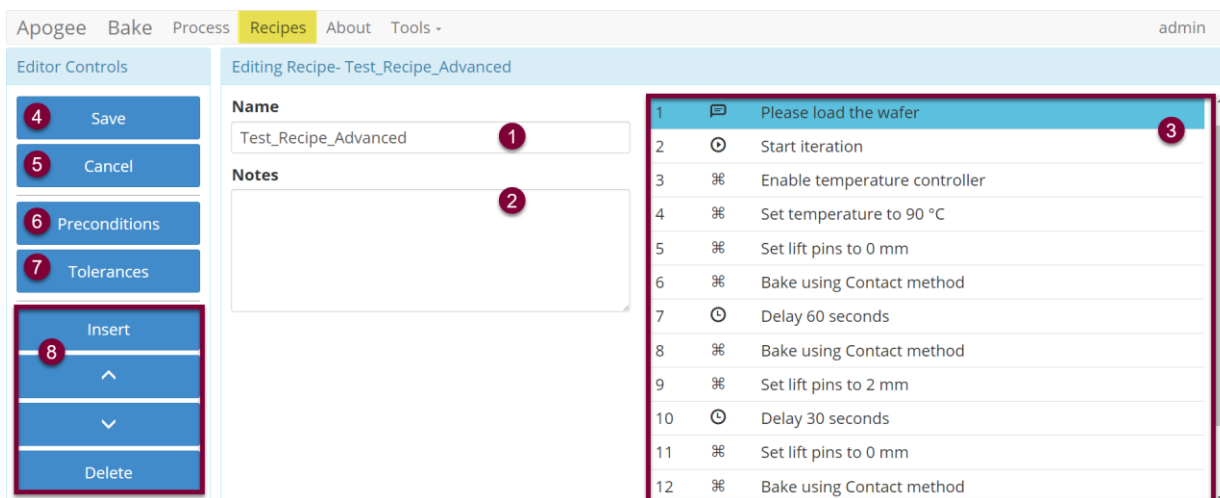 Apogee Bake Process Recipes About Tools admin
Editor Controls
4 Save
5 Cancel
6 Preconditions
7 Tolerances
Insert
8
Delete
Editing Recipe- Test_Recipe_Advanced
Name
Test_Recipe_Advanced 1
Notes
2
3
1 Please load the wafer
2 Start iteration
3 ⌘ Enable temperature controller
4 ⌘ Set temperature to 90 °C
5 ⌘ Set lift pins to 0 mm
6 ⌘ Bake using Contact method
7 Delay 60 seconds
8 ⌘ Bake using Contact method
9 ⌘ Set lift pins to 2 mm
10 Delay 30 seconds
11 ⌘ Set lift pins to 0 mm
12 ⌘ Bake using Contact method